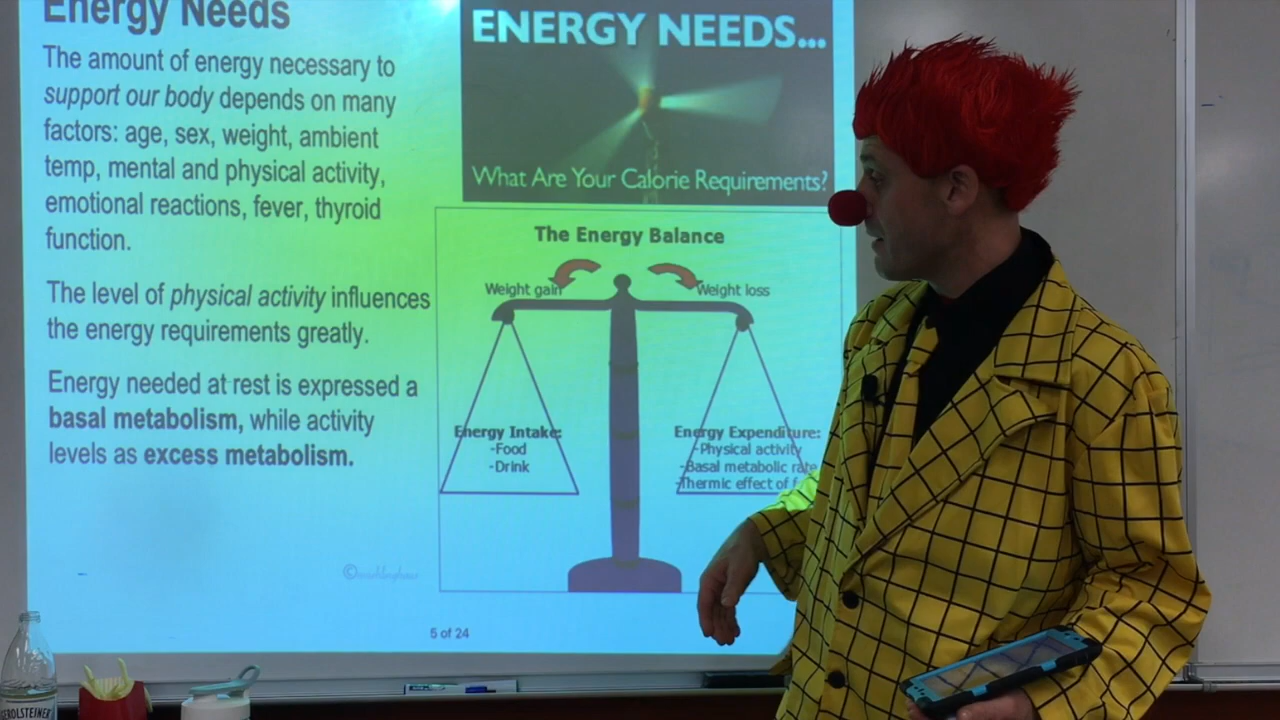 Energy Needs
The amount of energy necessary to
support our body depends on many
factors: age, sex, weight, ambient
temp, mental and physical activity,
emotional reactions, fever, thyroid
function.
The level of physical activity influences
the energy requirements greatly.
Energy needed at rest is expressed a
basal metabolism, while activity
levels as excess metabolism.
ENERGY NEEDS...
What Are Your Calorie Requirements?
The Energy Balance
Weight gain
Weight loss
Energy Intake:
-Food
-Drink
Energy Expenditure:
-Physical activity
-Basal metabolic rate
-Thermic effect of
5 of 24
GEROLSTEINER